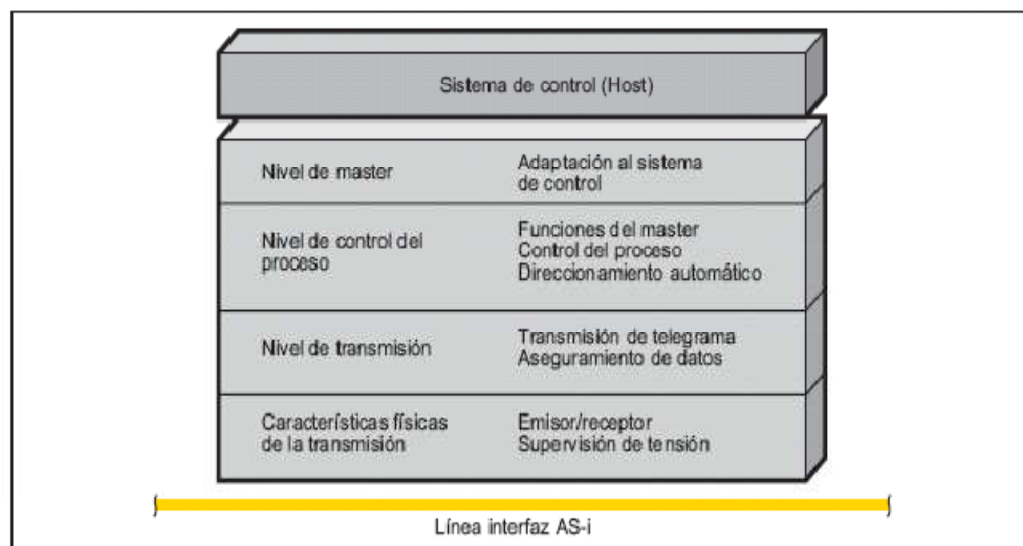 Sistema de control (Host)
Nivel de master
Adaptación al sistema
de control
Nivel de control del
proceso
Funciones del master
Control del proceso
Direccionamiento automático
Nivel de transmisión
Transmisión de telegrama
Aseguramiento de datos
Características físicas
de la transmisión
Emisor/receptor
Supervisión de tensión
Línea interfaz AS-i